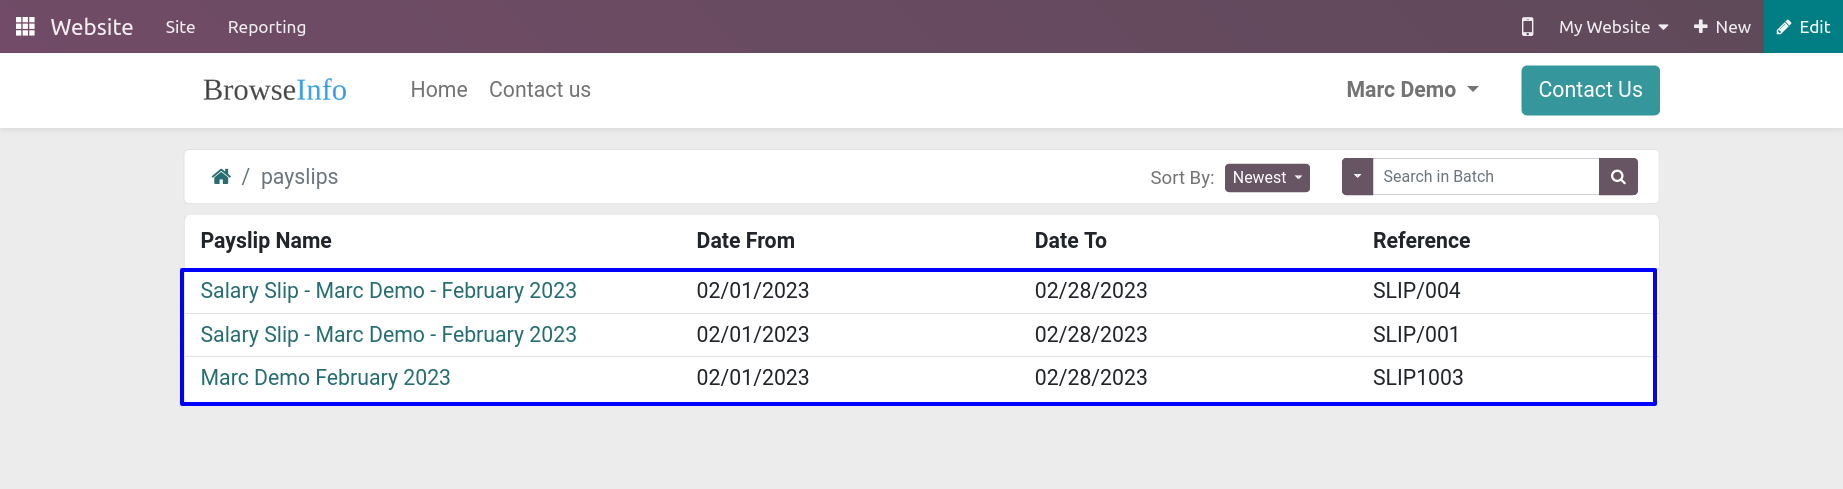 Website Site Reporting My Website New Edit
BrowseInfo Home Contact us Marc Demo Contact Us
/ payslips Sort By: Newest Search in Batch
Payslip Name Date From Date To Reference
Salary Slip - Marc Demo - February 2023 02/01/2023 02/28/2023 SLIP/004
Salary Slip - Marc Demo - February 2023 02/01/2023 02/28/2023 SLIP/001
Marc Demo February 2023 02/01/2023 02/28/2023 SLIP1003